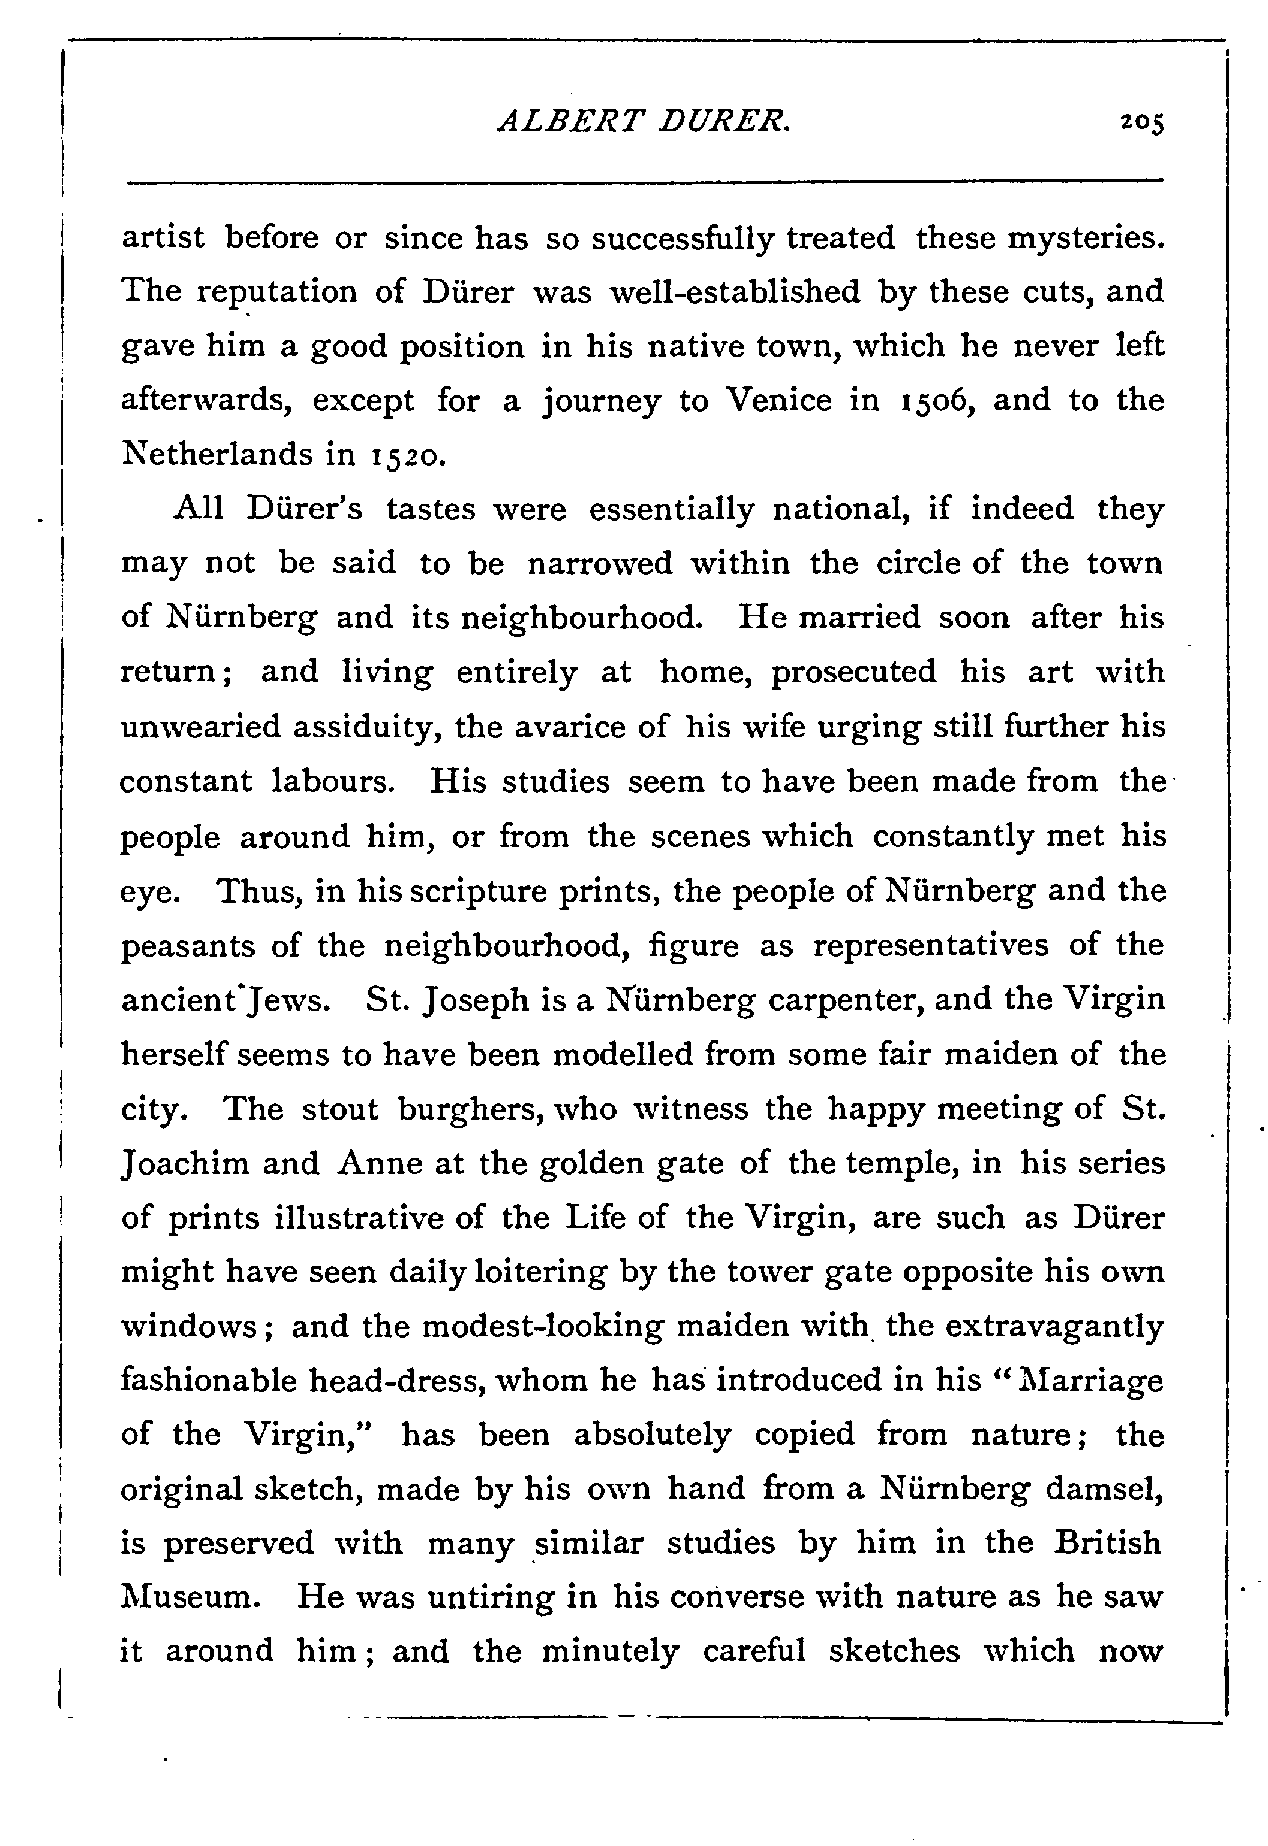 ALBERT DURER. 205
artist before or since has so successfully treated these mysteries.
The reputation of Dürer was well-established by these cuts, and
gave him a good position in his native town, which he never left
afterwards, except for a journey to Venice in 1506, and to the
Netherlands in 1520.
All Dürer's tastes were essentially national, if indeed they
may not be said to be narrowed within the circle of the town
of Nürnberg and its neighbourhood. He married soon after his
return; and living entirely at home, prosecuted his art with
unwearied assiduity, the avarice of his wife urging still further his
constant labours. His studies seem to have been made from the
people around him, or from the scenes which constantly met his
eye. Thus, in his scripture prints, the people of Nürnberg and the
peasants of the neighbourhood, figure as representatives of the
ancient Jews. St. Joseph is a Nürnberg carpenter, and the Virgin
herself seems to have been modelled from some fair maiden of the
city. The stout burghers, who witness the happy meeting of St.
Joachim and Anne at the golden gate of the temple, in his series
of prints illustrative of the Life of the Virgin, are such as Dürer
might have seen daily loitering by the tower gate opposite his own
windows; and the modest-looking maiden with the extravagantly
fashionable head-dress, whom he has introduced in his “Marriage
of the Virgin,” has been absolutely copied from nature; the
original sketch, made by his own hand from a Nürnberg damsel,
is preserved with many similar studies by him in the British
Museum. He was untiring in his converse with nature as he saw
it around him; and the minutely careful sketches which now